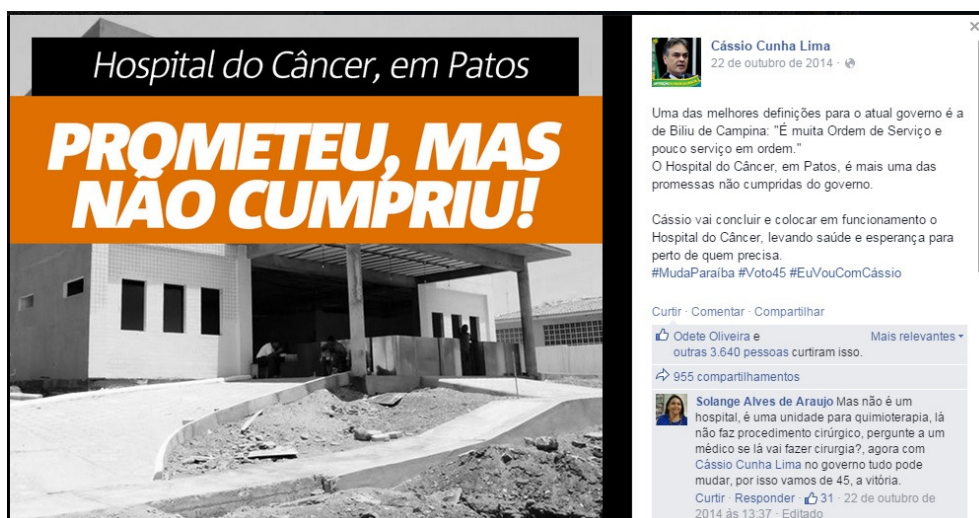 Hospital do Câncer, em Patos
PROMETEU, MAS
NÃO CUMPRIU!
×
Cássio Cunha Lima
22 de outubro de 2014 ·
Uma das melhores definições para o atual governo é a
de Biliu de Campina: "É muita Ordem de Serviço e
pouco serviço em ordem."
O Hospital do Câncer, em Patos, é mais uma das
promessas não cumpridas do governo.
Cássio vai concluir e colocar em funcionamento o
Hospital do Câncer, levando saúde e esperança para
perto de quem precisa.
#MudaParaíba #Voto45 #EuVouComCássio
Curtir · Comentar · Compartilhar
Odete Oliveira e
outras 3.640 pessoas curtiram isso.
Mais relevantes
955 compartilhamentos
Solange Alves de Araujo Mas não é um
hospital, é uma unidade para quimioterapia, lá
não faz procedimento cirúrgico, pergunte a um
médico se lá vai fazer cirurgia?, agora com
Cássio Cunha Lima no governo tudo pode
mudar, por isso vamos de 45, a vitória.
Curtir · Responder · 31 · 22 de outubro de
2014 às 13:37 · Editado